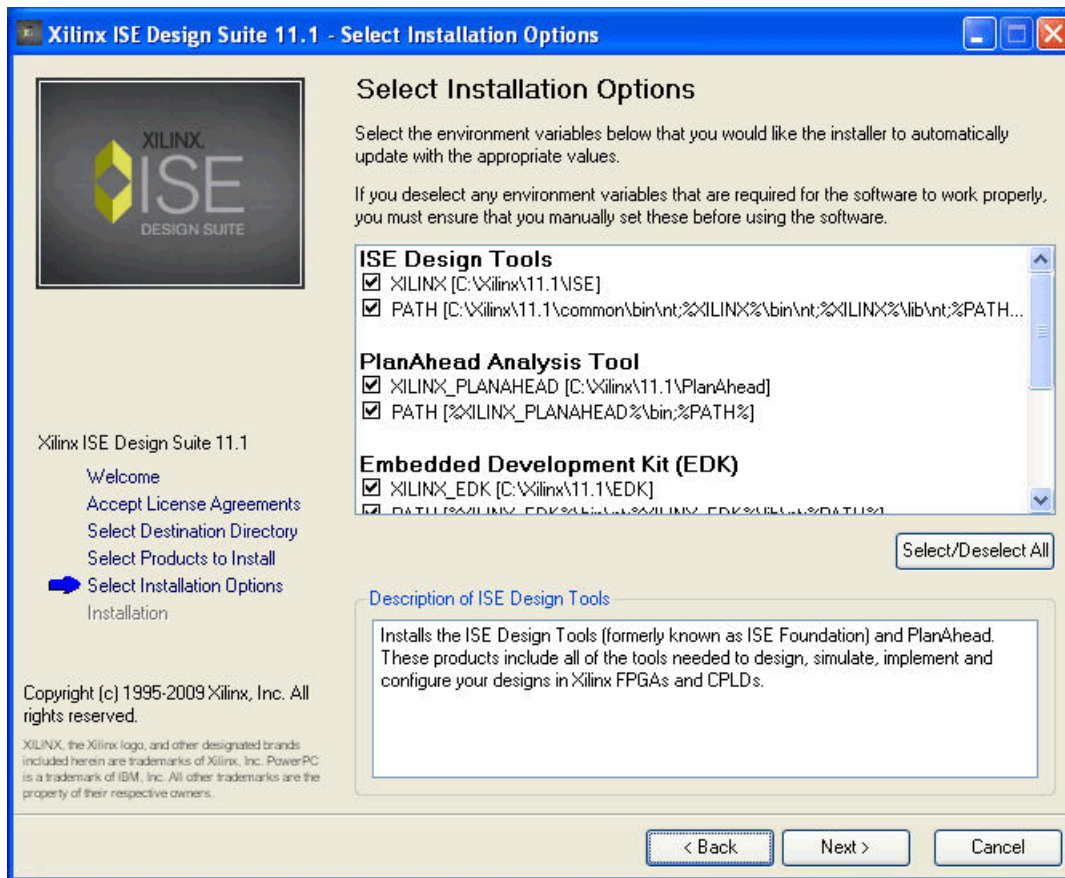 Xilinx ISE Design Suite 11.1 - Select Installation Options
XILINX.
ISE
DESIGN SUITE
Xilinx ISE Design Suite 11.1
Welcome
Accept License Agreements
Select Destination Directory
Select Products to Install
Select Installation Options
Installation
Copyright (c) 1995-2009 Xilinx, Inc. All
rights reserved.
XILINX, the Xilinx logo, and other designated brands
included herein are trademarks of Xilinx, Inc. PowerPC
is a trademark of IBM, Inc. All other trademarks are the
property of their respective owners.
Select Installation Options
Select the environment variables below that you would like the installer to automatically
update with the appropriate values.
If you deselect any environment variables that are required for the software to work properly,
you must ensure that you manually set these before using the software.
ISE Design Tools
XILINX [C:\Xilinx\11.1\ISE]
PATH [C:\Xilinx\11.1\common\bin\nt;%XILINX%\bin\nt;%XILINX%\lib\nt;%PATH...
PlanAhead Analysis Tool
XILINX_PLANAHEAD [C:\Xilinx\11.1\PlanAhead]
PATH [%XILINX_PLANAHEAD%\bin;%PATH%]
Embedded Development Kit (EDK)
XILINX_EDK [C:\Xilinx\11.1\EDK]
PATH [%XILINX_EDK%\bin\nt;%XILINX_EDK%\lib\nt;%PATH%]
Select/Deselect All
Description of ISE Design Tools
Installs the ISE Design Tools (formerly known as ISE Foundation) and PlanAhead.
These products include all of the tools needed to design, simulate, implement and
configure your designs in Xilinx FPGAs and CPLDs.
< Back
Next >
Cancel